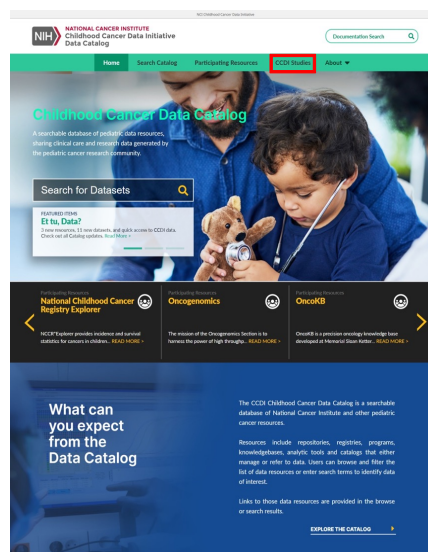 NCI Childhood Cancer Data Initiative
NIH
NATIONAL CANCER INSTITUTE
Childhood Cancer Data Initiative
Data Catalog
Documentation Search
Home
Search Catalog
Participating Resources
CCDI Studies
About
Childhood Cancer Data Catalog
A searchable database of pediatric data resources,
sharing clinical care and research data generated by
the pediatric cancer research community.
Search for Datasets
FEATURED ITEMS
Et tu, Data?
3 new resources, 11 new datasets, and quick access to CCDI data.
Check out all Catalog updates. Read More >
Participating Resources
National Childhood Cancer
Registry Explorer
NCCR*Explorer provides incidence and survival
statistics for cancers in children... READ MORE >
Participating Resources
Oncogenomics
The mission of the Oncogenomics Section is to
harness the power of high throughp... READ MORE >
Participating Resources
OncoKB
OncoKB is a precision oncology knowledge base
developed at Memorial Sloan Ketter... READ MORE >
What can
you expect
from the
Data Catalog
The CCDI Childhood Cancer Data Catalog is a searchable
database of National Cancer Institute and other pediatric
cancer resources.
Resources include repositories, registries, programs,
knowledgebases, analytic tools and catalogs that either
manage or refer to data. Users can browse and filter the
list of data resources or enter search terms to identify data
of interest.
Links to those data resources are provided in the browse
or search results.
EXPLORE THE CATALOG